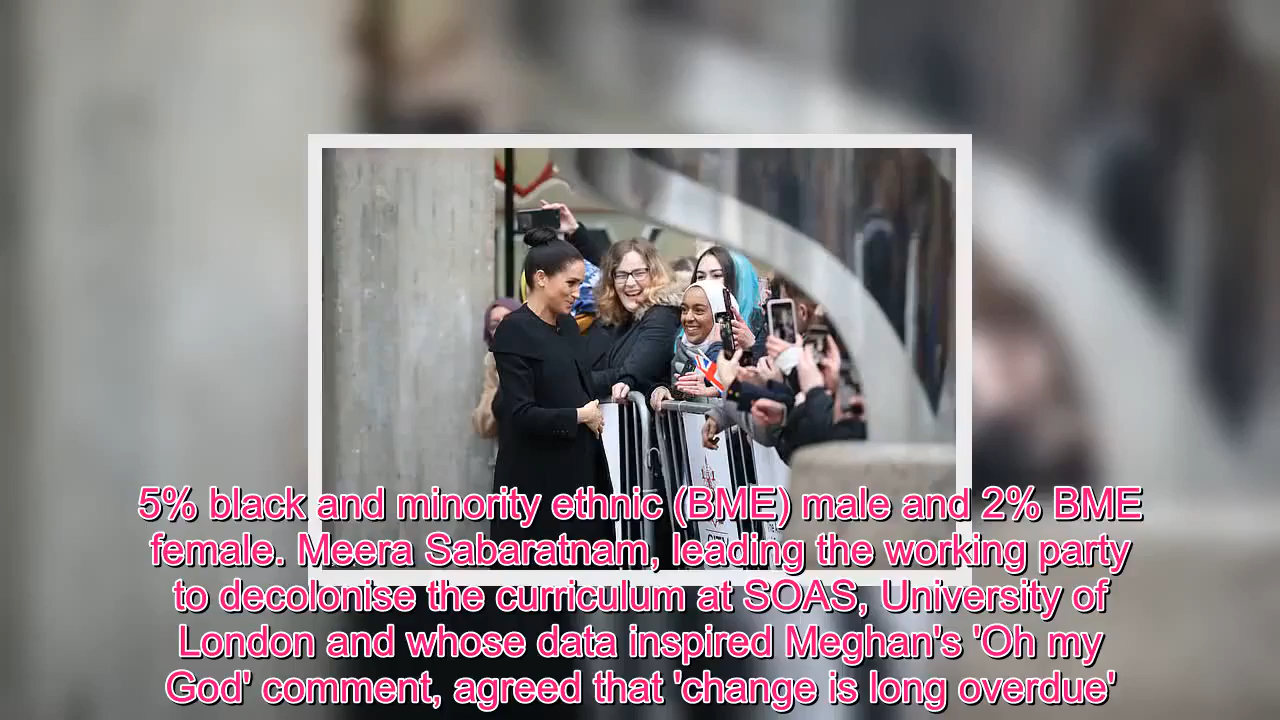 5% black and minority ethnic (BME) male and 2% BME
female. Meera Sabaratnam, leading the working party
to decolonise the curriculum at SOAS, University of
London and whose data inspired Meghan's 'Oh my
God' comment, agreed that 'change is long overdue'